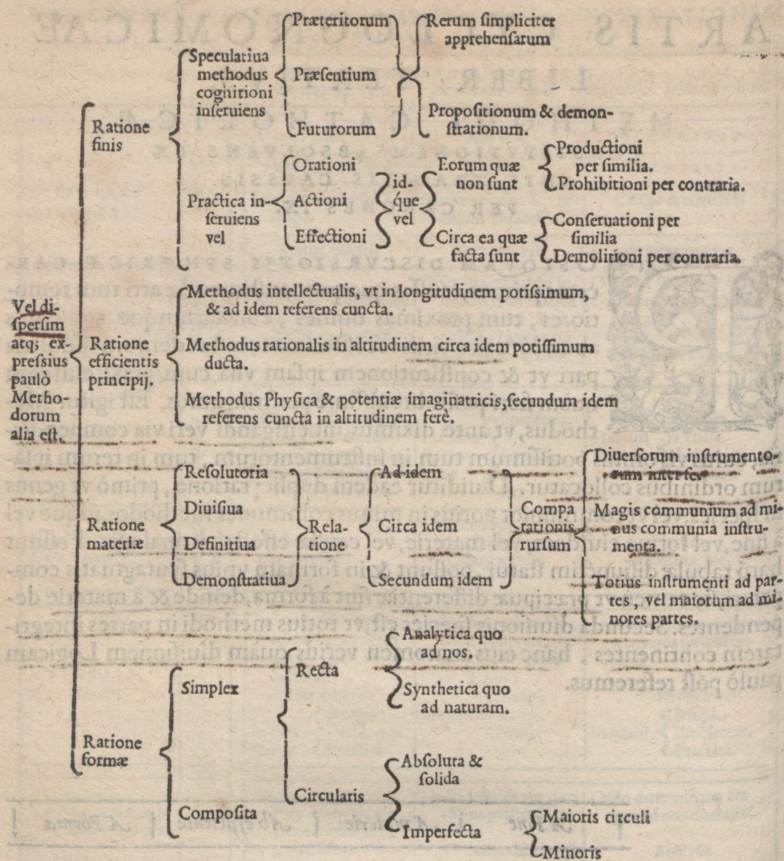 Vel di-
spersim
atq; ex-
pressius
paulò
Metho-
dorum
alia est.
Ratione
finis
Speculatiua
methodus
coghitioni
inseruiens
Præteritorum
Præsentium
Futurorum
Rerum simpliciter
apprehensarum
Propositionum & demon-
strationum.
Practica in-
seruiens
vel
Orationi
Actioni
Effectioni
id-
q́ue
vel
Eorum quæ
non sunt
Productioni
per similia.
Prohibitioni per contraria.
Circa ea quæ
facta sunt
Conseruationi per
similia
Demolitioni per contraria.
Ratione
efficientis
principij.
Methodus intellectualis, vt in longitudinem potissimum,
& ad idem referens cuncta.
Methodus rationalis in altitudinem circa idem potissimum
ducta.
Methodus Physica & potentiæ imaginatricis, secundum idem
referens cuncta in altitudinem ferè.
Ratione
materiæ
Resolutoria
Diuisiua
Definitiua
Demonstratiua
Rela-
tione
Ad idem
Circa idem
Secundum idem
Compa
rationis
rursum
Diuersorum instrumento-
rum inter se
Magis communium ad mi-
nus communia instru-
menta.
Totius instrumenti ad par-
tes, vel maiorum ad mi-
nores partes.
Ratione
formæ
Simplex
Composita
Recta
Analytica quo
ad nos.
Synthetica quo
ad naturam.
Circularis
Absoluta &
solida
Imperfecta
Maioris circuli
Minoris